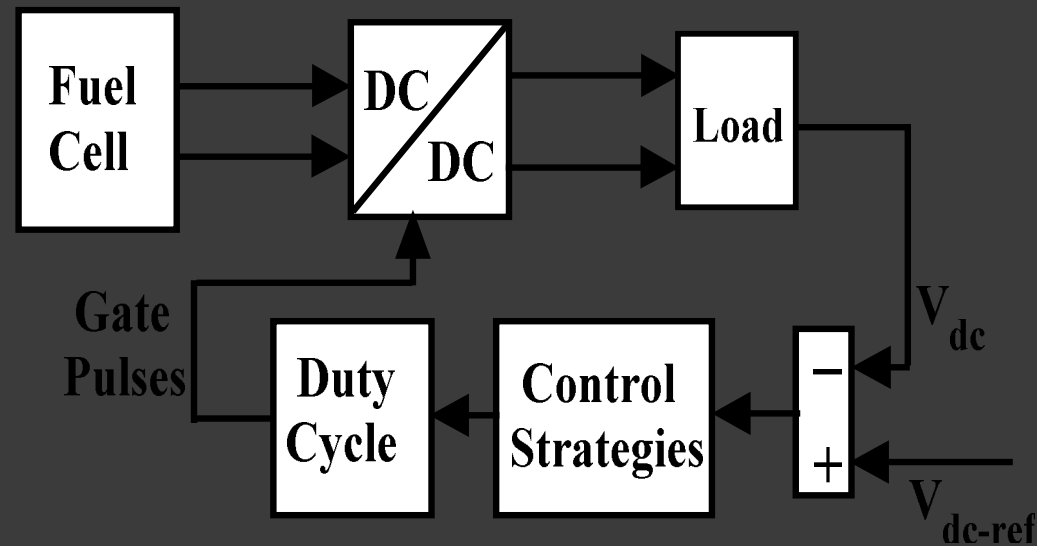 Fuel
Cell
DC
DC
Load
Gate
Pulses
Duty
Cycle
Control
Strategies
−
+
V
dc
V
dc-ref